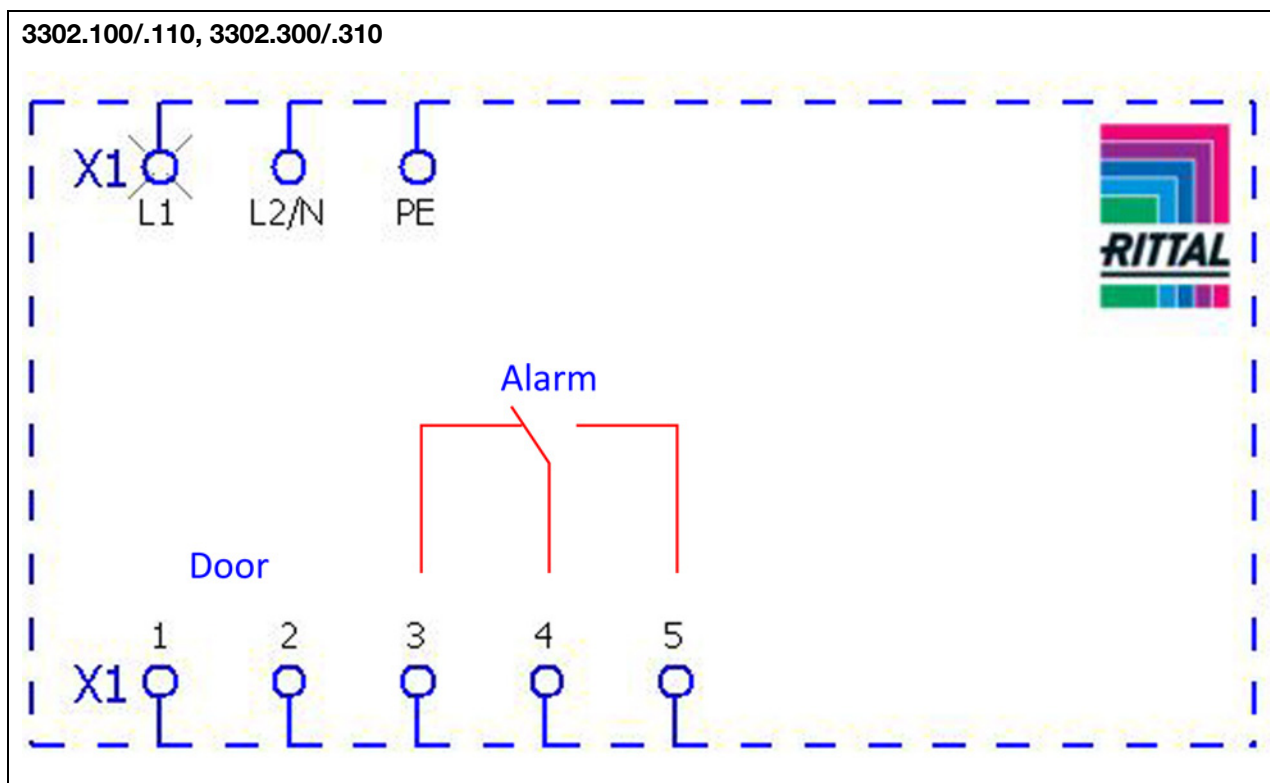 3302.100/.110, 3302.300/.310
X1
L1 L2/N PE
RITTAL
Alarm
Door
1 2 3 4 5
X1